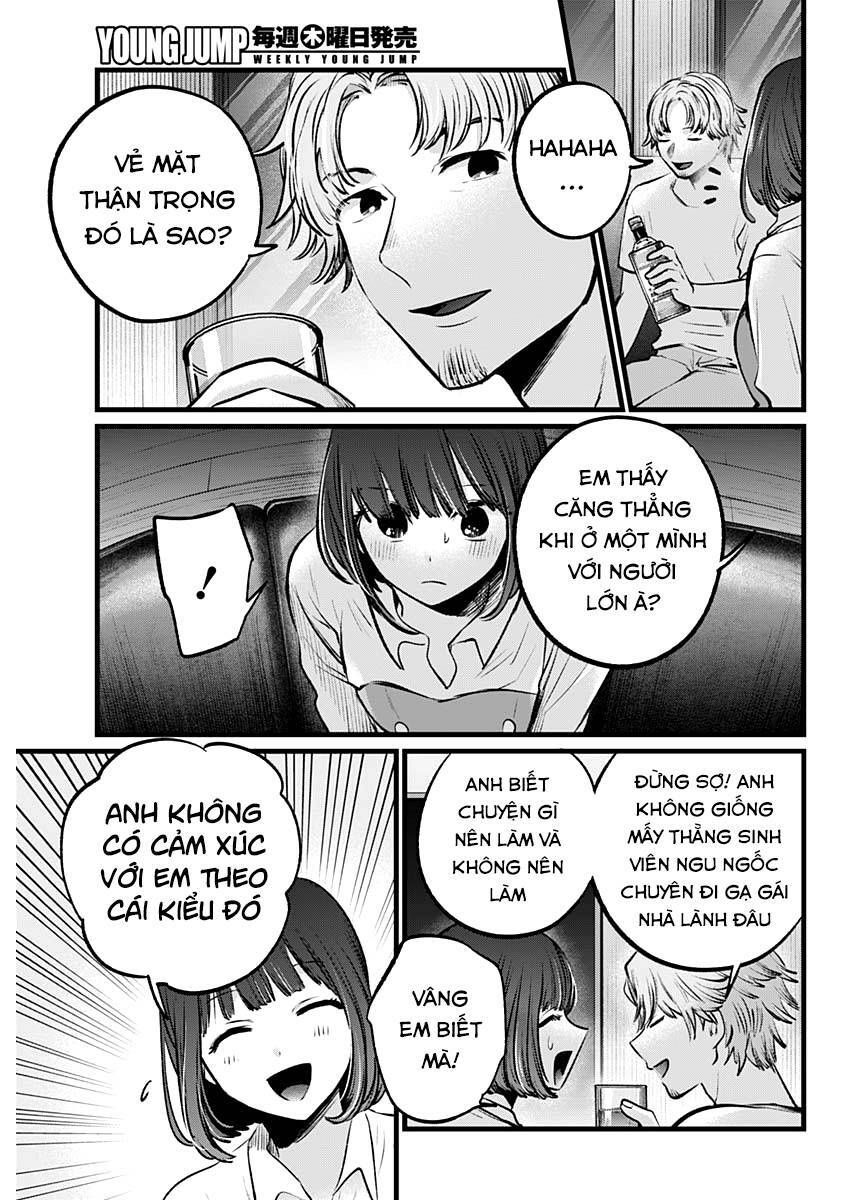 YOUNG JUMP 毎週木曜日発売
WEEKLY YOUNG JUMP
HAHAHA
...
VẺ MẶT
THẬN TRỌNG
ĐÓ LÀ SAO?
EM THẤY
CĂNG THẲNG
KHI Ở MỘT MÌNH
VỚI NGƯỜI
LỚN À?
!
ĐỪNG SỢ! ANH
KHÔNG GIỐNG
MẤY THẰNG SINH
VIÊN NGU NGỐC
CHUYÊN ĐI GẠ GÁI
NHÀ LÀNH ĐÂU
ANH BIẾT
CHUYỆN GÌ
NÊN LÀM VÀ
KHÔNG NÊN
LÀM
VÂNG
EM BIẾT
MÀ!
ANH KHÔNG
CÓ CẢM XÚC
VỚI EM THEO
CÁI KIỂU ĐÓ